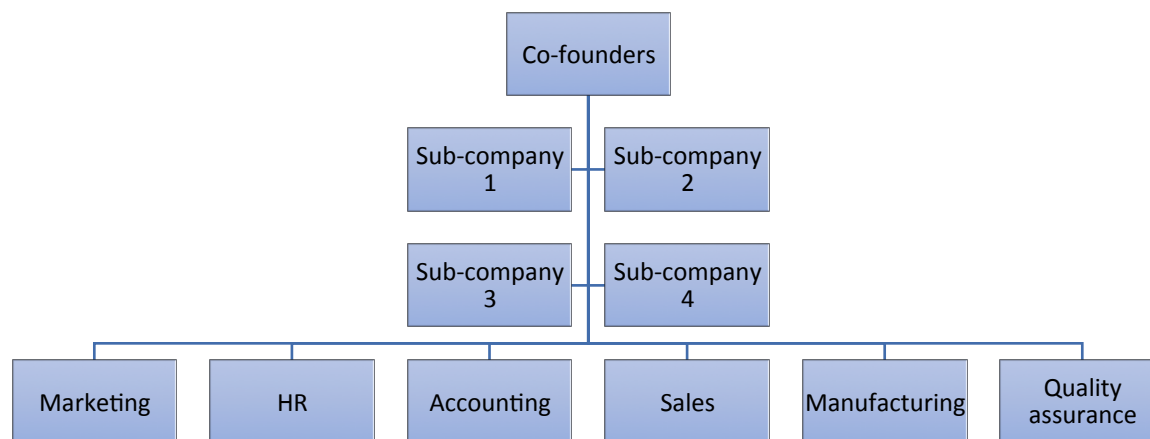 Co-founders
Sub-company
1
Sub-company
2
Sub-company
3
Sub-company
4
Marketing
HR
Accounting
Sales
Manufacturing
Quality
assurance